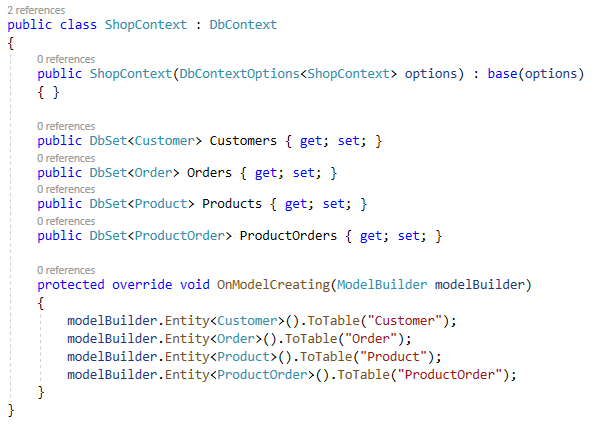 2 references
public class ShopContext : DbContext
{
0 references
public ShopContext(DbContextOptions<ShopContext> options) : base(options)
{ }
0 references
public DbSet<Customer> Customers { get; set; }
0 references
public DbSet<Order> Orders { get; set; }
0 references
public DbSet<Product> Products { get; set; }
0 references
public DbSet<ProductOrder> ProductOrders { get; set; }
0 references
protected override void OnModelCreating(ModelBuilder modelBuilder)
{
modelBuilder.Entity<Customer>().ToTable("Customer");
modelBuilder.Entity<Order>().ToTable("Order");
modelBuilder.Entity<Product>().ToTable("Product");
modelBuilder.Entity<ProductOrder>().ToTable("ProductOrder");
}
}